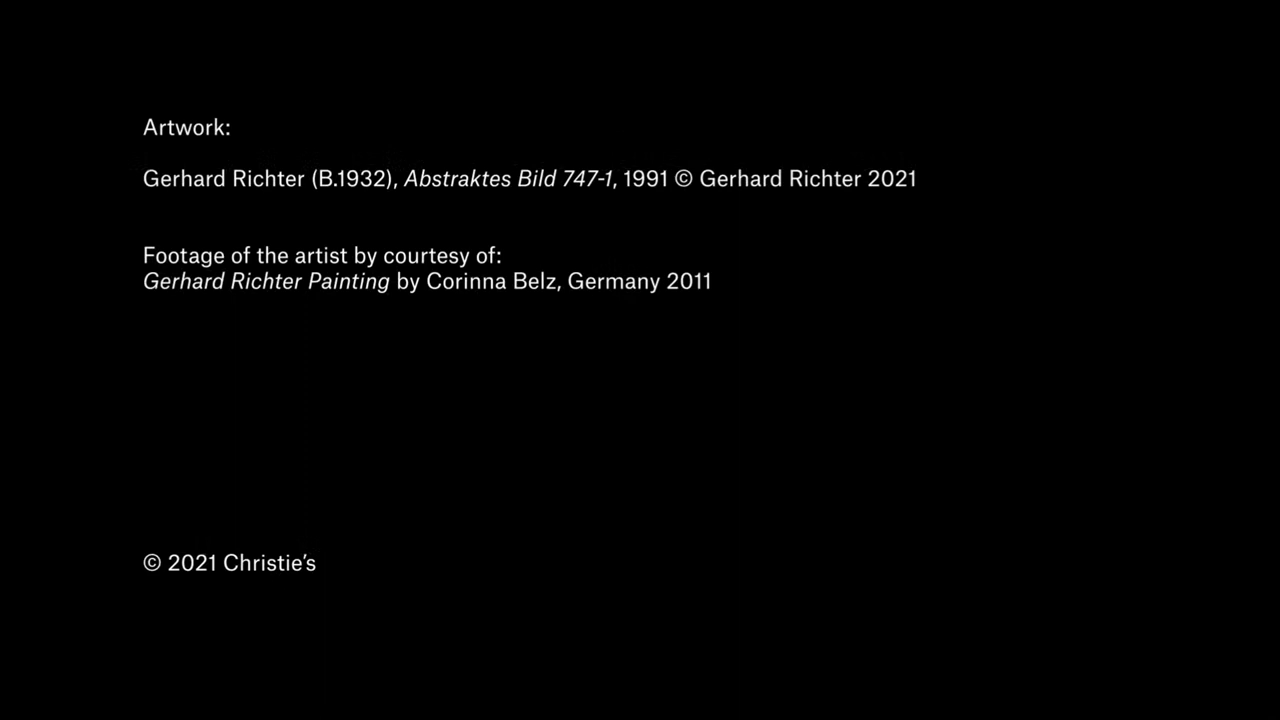 Artwork:
Gerhard Richter (B.1932), Abstraktes Bild 747-1, 1991 © Gerhard Richter 2021
Footage of the artist by courtesy of:
Gerhard Richter Painting by Corinna Belz, Germany 2011
© 2021 Christie’s